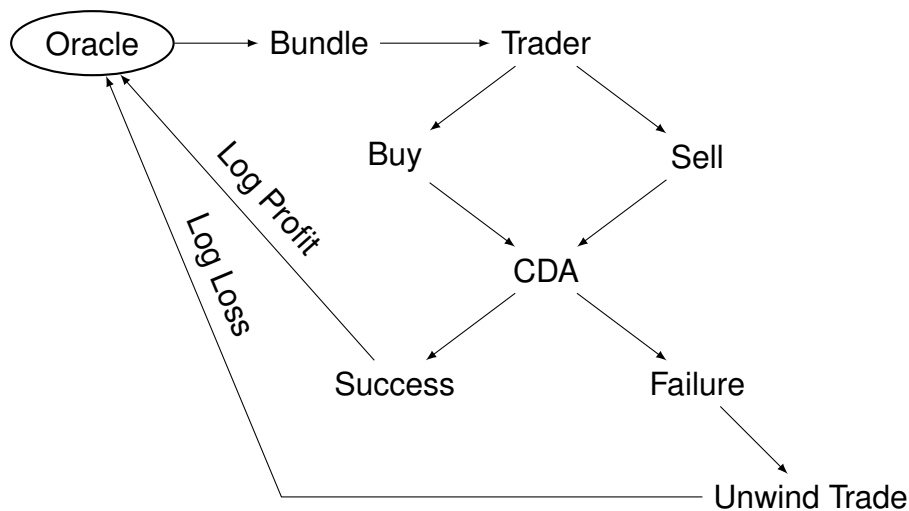 Oracle
Bundle
Trader
Buy
Sell
Log Profit
Log Loss
CDA
Success
Failure
Unwind Trade